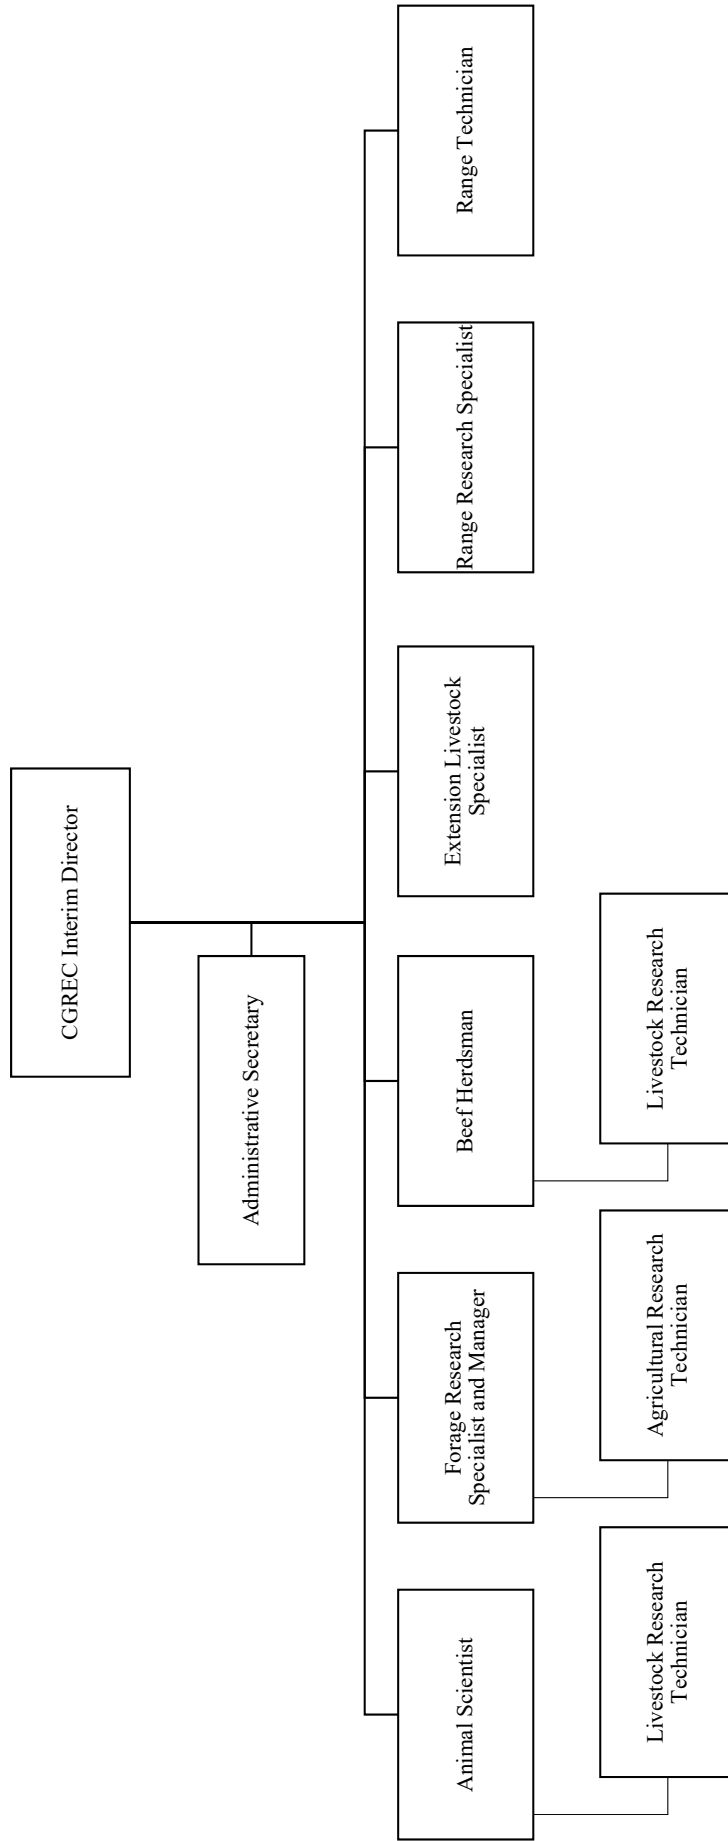 CGREC Interim Director
Administrative Secretary
Animal Scientist
Forage Research
Specialist and Manager
Beef Herdsman
Extension Livestock
Specialist
Range Research Specialist
Range Technician
Livestock Research
Technician
Agricultural Research
Technician
Livestock Research
Technician